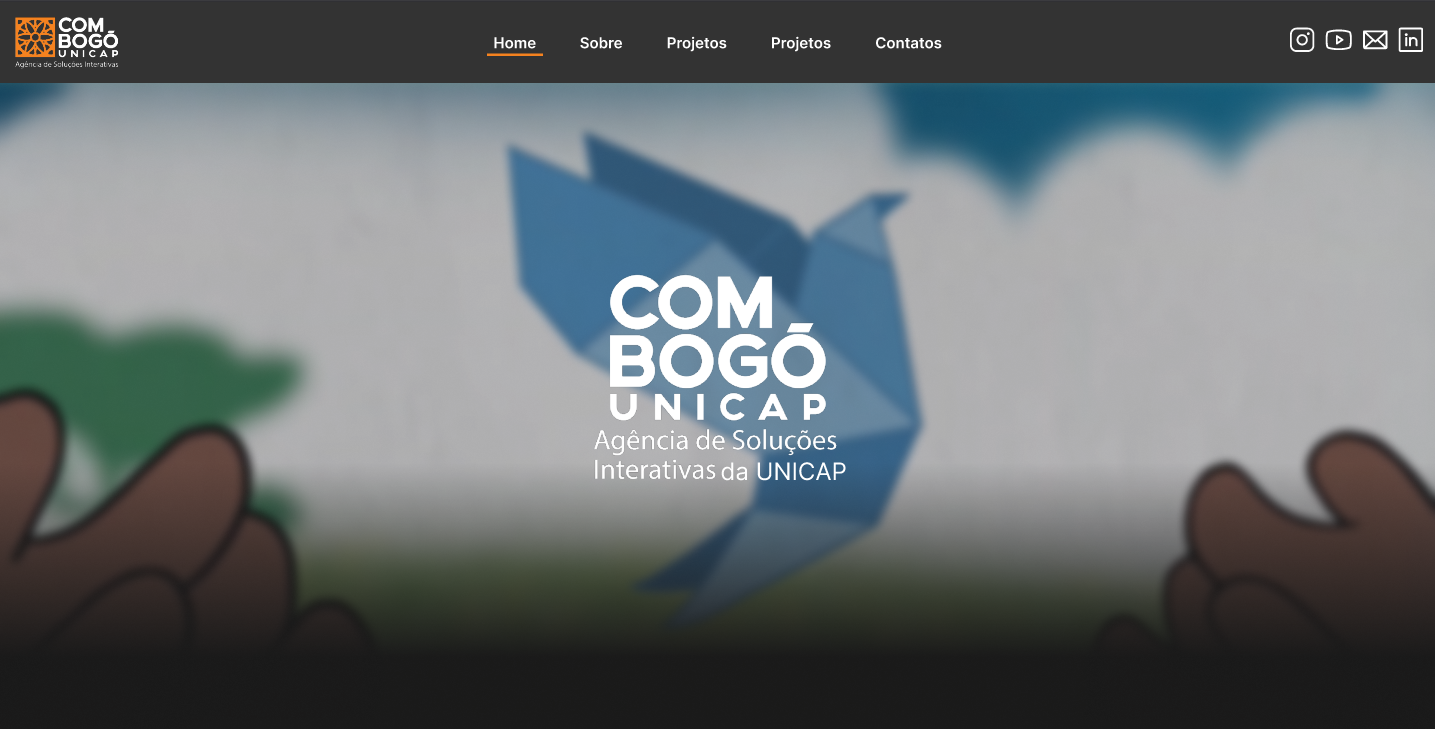 COM
BOGÓ
UNICAP
Agência de Soluções Interativas
Home Sobre Projetos Projetos Contatos
in
COM
BOGÓ
UNICAP
Agência de Soluções
Interativas da UNICAP